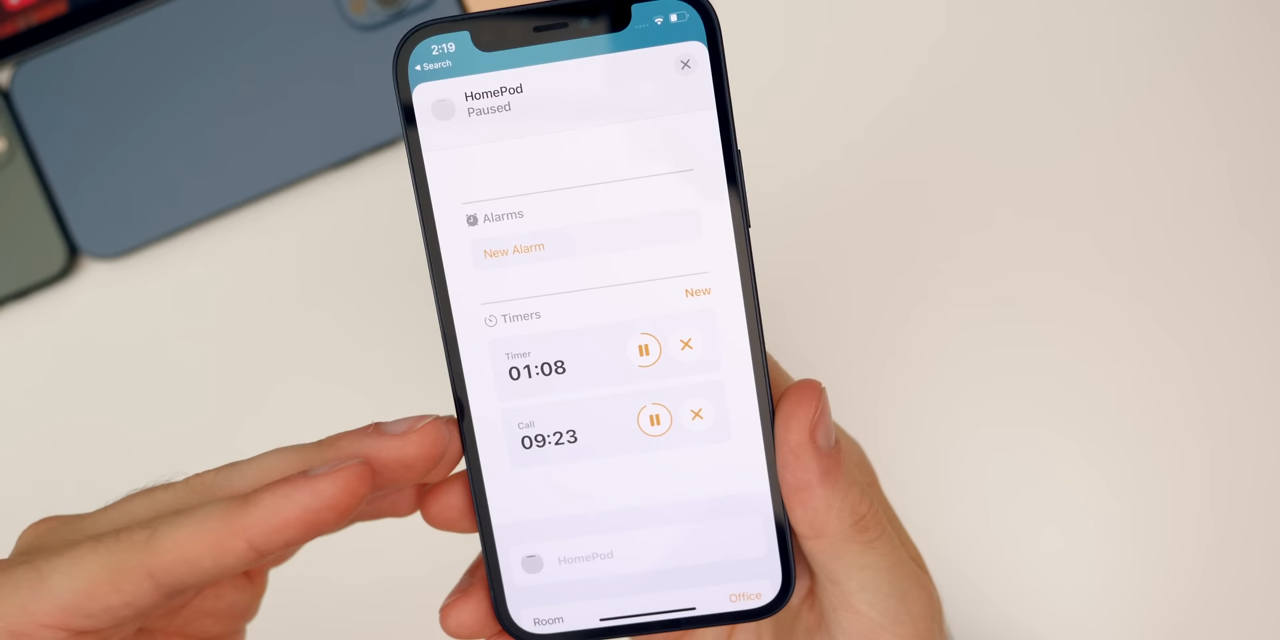 2:19
◀ Search
HomePod
Paused
Alarms
New Alarm
New
Timers
Timer
01:08
Call
09:23
HomePod
Room
Office